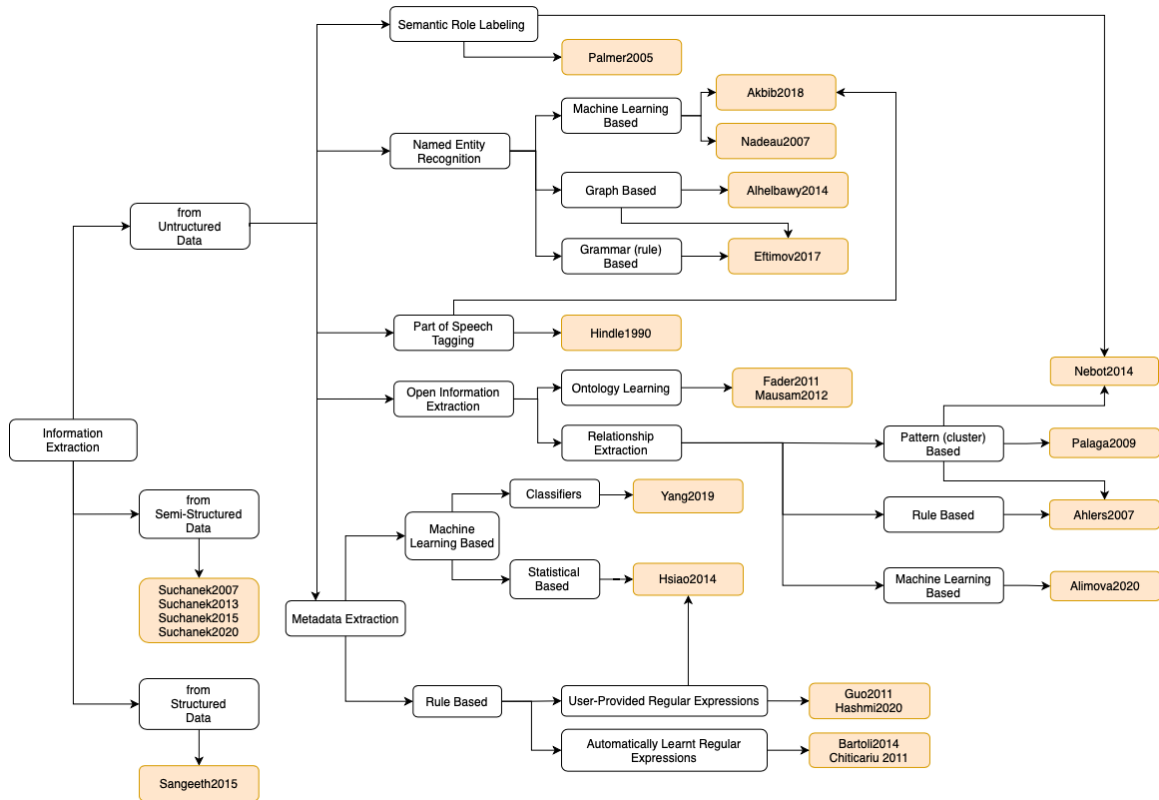 Semantic Role Labeling
Palmer2005
Akbib2018
Machine Learning
Based
Nadeau2007
Named Entity
Recognition
Graph Based
Alhelbawy2014
from
Untructured
Data
Grammar (rule)
Based
Eftimov2017
Part of Speech
Tagging
Hindle1990
Nebot2014
Open Information
Extraction
Ontology Learning
Fader2011
Mausam2012
Information
Extraction
Relationship
Extraction
Pattern (cluster)
Based
Palaga2009
Classifiers
Yang2019
from
Semi-Structured
Data
Machine
Learning Based
Rule Based
Ahlers2007
Statistical
Based
Hsiao2014
Machine Learning
Based
Alimova2020
Suchanek2007
Suchanek2013
Suchanek2015
Suchanek2020
Metadata Extraction
from
Structured
Data
Rule Based
User-Provided Regular Expressions
Guo2011
Hashmi2020
Automatically Learnt Regular
Expressions
Bartoli2014
Chiticariu 2011
Sangeeth2015